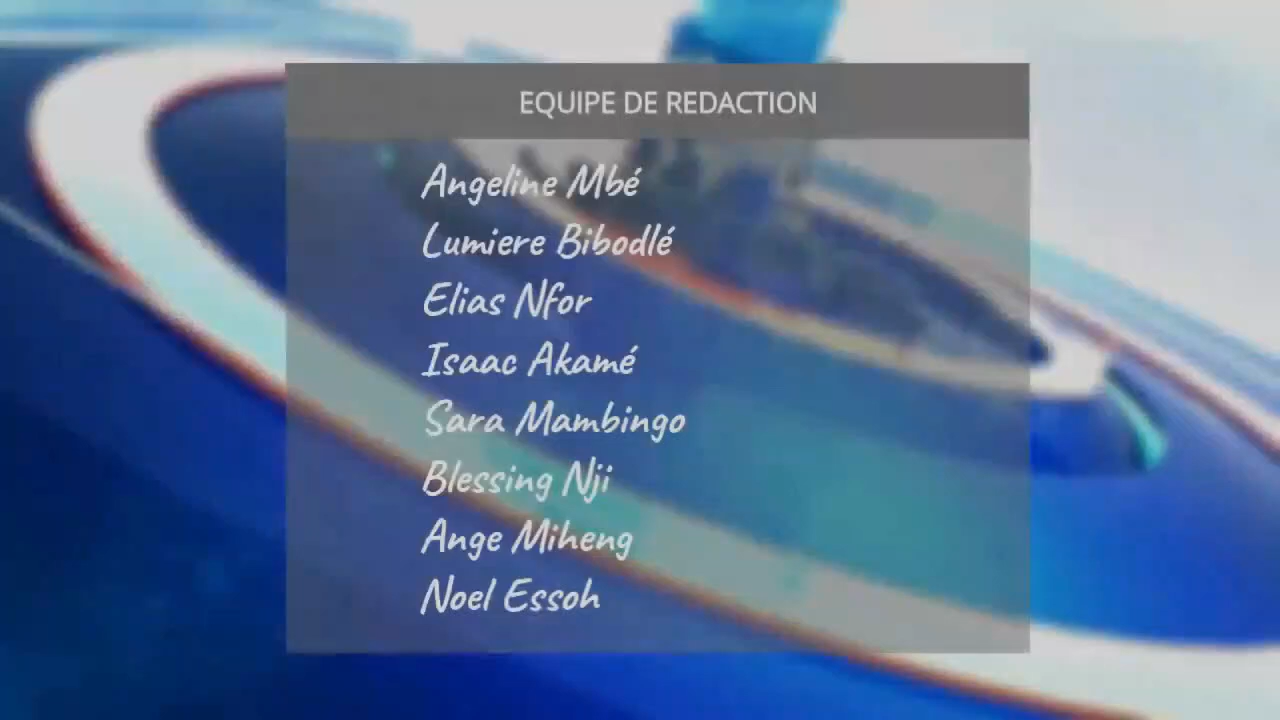 EQUIPE DE REDACTION
Angeline Mbé
Lumiere Bibodlé
Elias Nfor
Isaac Akamé
Sara Mambingo
Blessing Nji
Ange Miheng
Noel Essoh